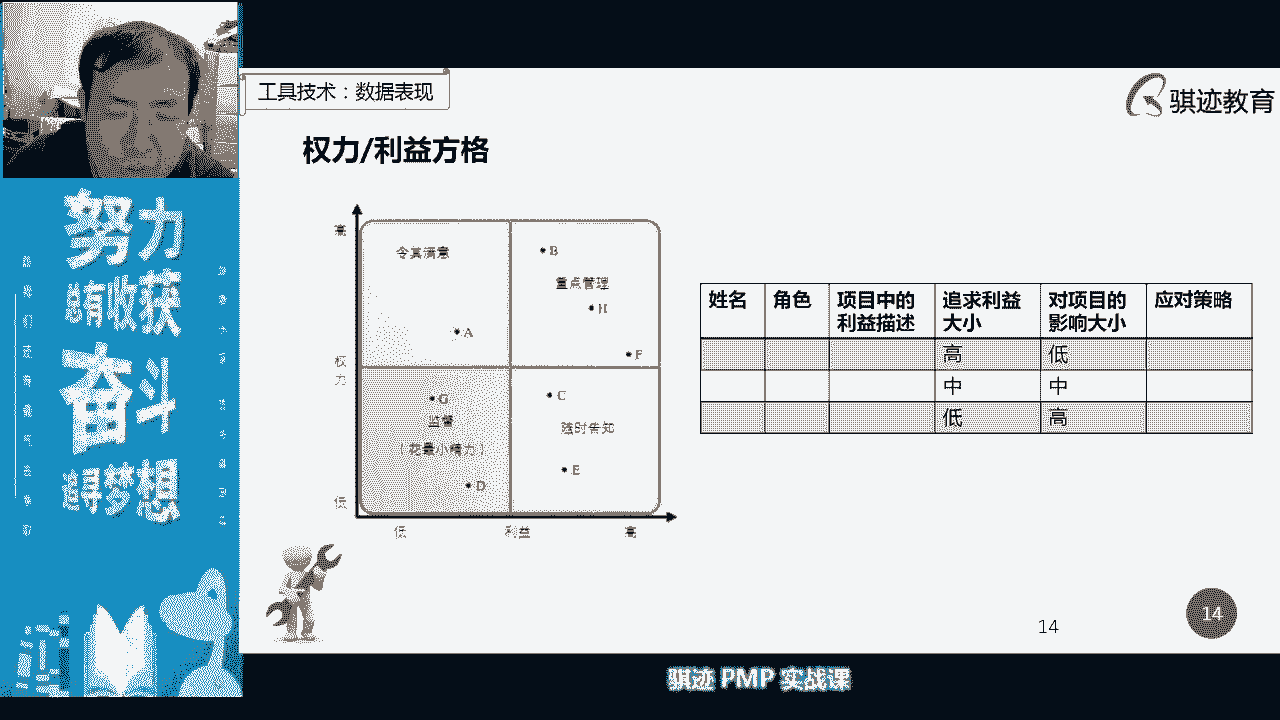 工具技术：数据表现
骐迹教育
权力/利益方格
高
令其满意
B
重点管理
H
A
F
权
力
G
C
监督
随时告知
（花最小精力）
E
D
低
低
利益
高
姓名
角色
项目中的
利益描述
追求利益
大小
对项目的
影响大小
应对策略
高
低
中
中
低
高
努力
总有收获
奋斗
追寻梦想
14
14
骐迹 PMP 实战课